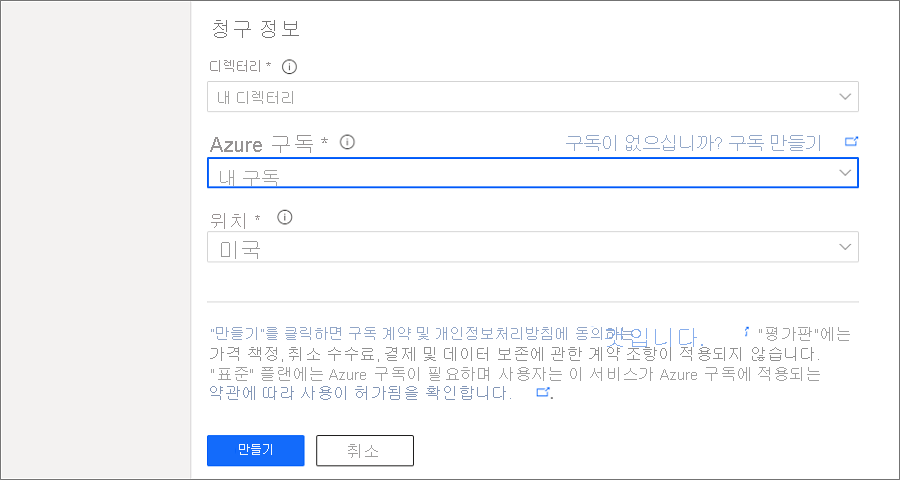 청구 정보
디렉터리 *
내 디렉터리
Azure 구독 * 구독이 없으십니까? 구독 만들기
내 구독
위치 *
미국
"만들기"를 클릭하면 구독 계약 및 개인정보처리방침에 동의하는 것입니다. "평가판"에는
가격 책정, 취소 수수료, 결제 및 데이터 보존에 관한 계약 조항이 적용되지 않습니다.
"표준" 플랜에는 Azure 구독이 필요하며 사용자는 이 서비스가 Azure 구독에 적용되는
약관에 따라 사용이 허가됨을 확인합니다.
만들기 취소